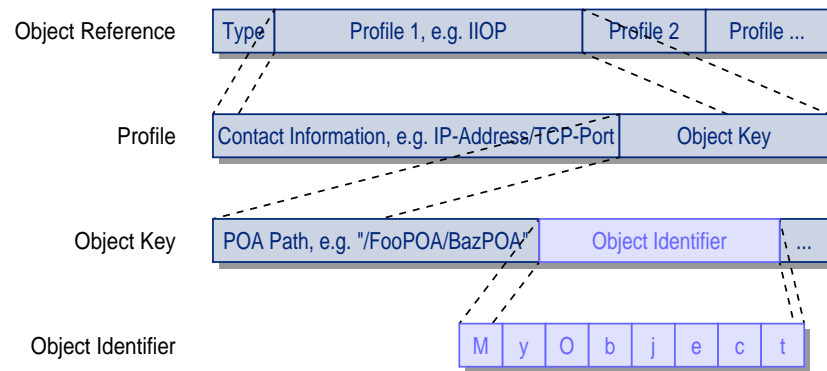 Object Reference Type Profile 1, e.g. IIOP Profile 2 Profile ...
Profile Contact Information, e.g. IP-Address/TCP-Port Object Key
Object Key POA Path, e.g. "/FooPOA/BazPOA" Object Identifier ...
Object Identifier M y O b j e c t